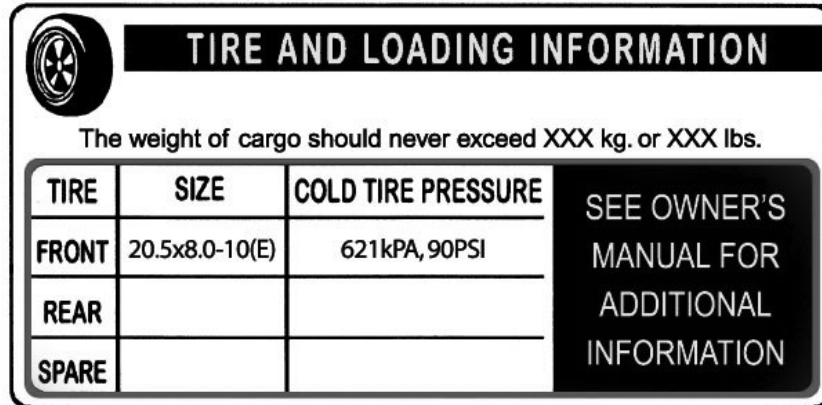 TIRE AND LOADING INFORMATION
The weight of cargo should never exceed XXX kg. or XXX lbs.
TIRE SIZE COLD TIRE PRESSURE
FRONT 20.5x8.0-10(E) 621kPA, 90PSI
REAR
SPARE
SEE OWNER'S
MANUAL FOR
ADDITIONAL
INFORMATION